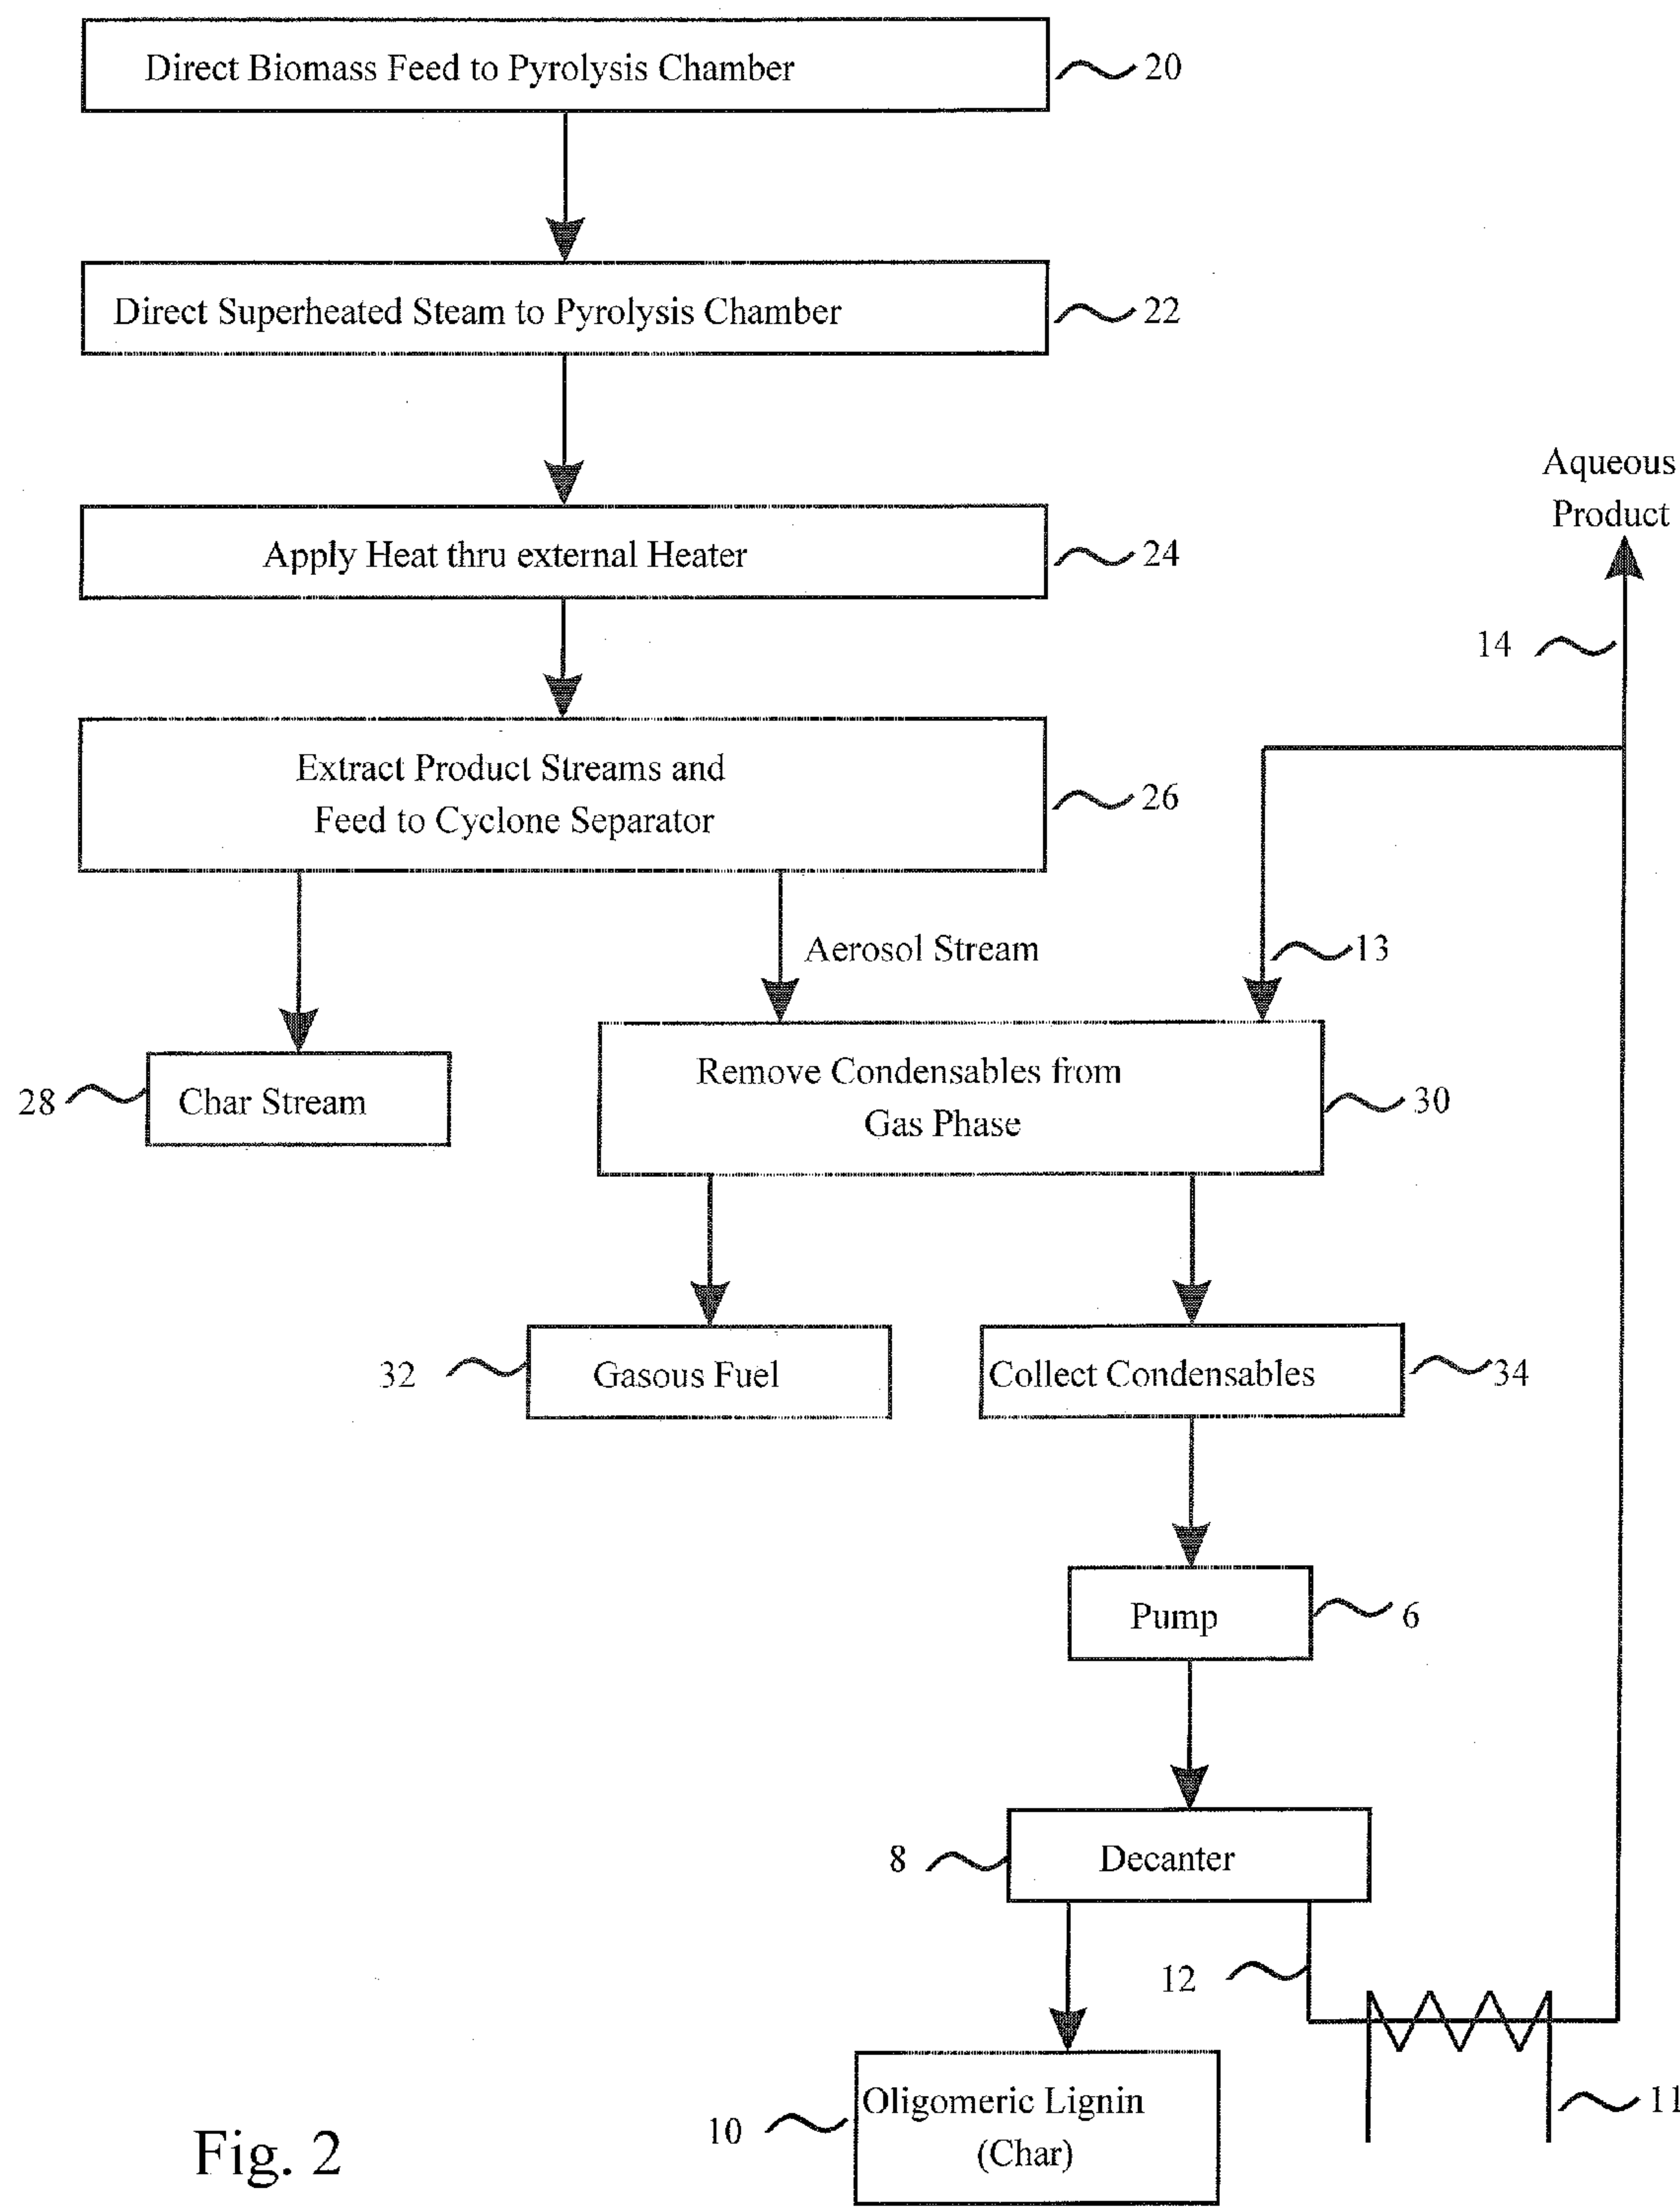 Direct Biomass Feed to Pyrolysis Chamber
20
Direct Superheated Steam to Pyrolysis Chamber
22
Aqueous
Product
Apply Heat thru external Heater
24
14
Extract Product Streams and
Feed to Cyclone Separator
26
Aerosol Stream
13
28
Char Stream
Remove Condensables from
Gas Phase
30
32
Gasous Fuel
Collect Condensables
34
Pump
6
8
Decanter
12
11
10
Oligomeric Lignin
(Char)
Fig. 2